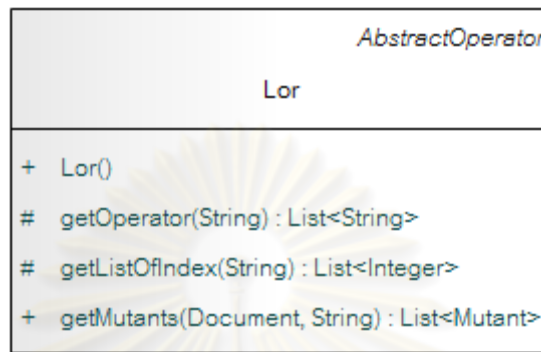 AbstractOperator
Lor
+ Lor()
# getOperator(String) : List<String>
# getListOfIndex(String) : List<Integer>
+ getMutants(Document, String) : List<Mutant>